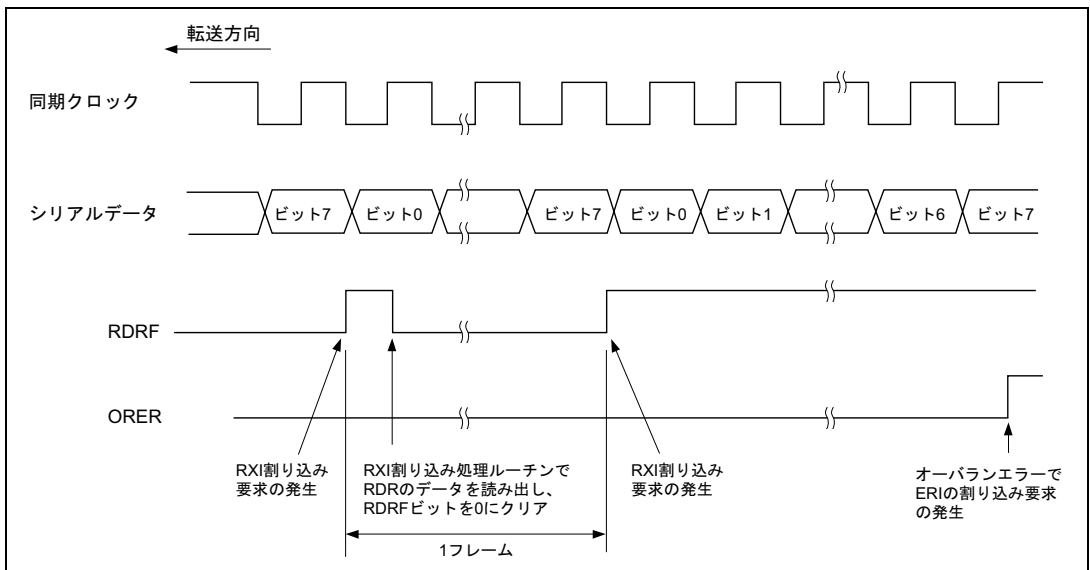 転送方向
同期クロック
シリアルデータ
ビット7
ビット0
ビット7
ビット0
ビット1
ビット6
ビット7
RDRF
ORER
RXI割り込み
要求の発生
RXI割り込み処理ルーチンで
RDRのデータを読み出し、
RDRFビットを0にクリア
RXI割り込み
要求の発生
オーバランエラーで
ERIの割り込み要求
の発生
1フレーム